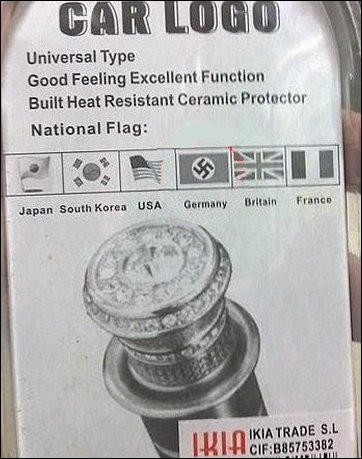 CAR LOGO
Universal Type
Good Feeling Excellent Function
Built Heat Resistant Ceramic Protector
National Flag:
Japan South Korea USA Germany Britain France
IKIA IKIA TRADE S.L
CIF:B85753382